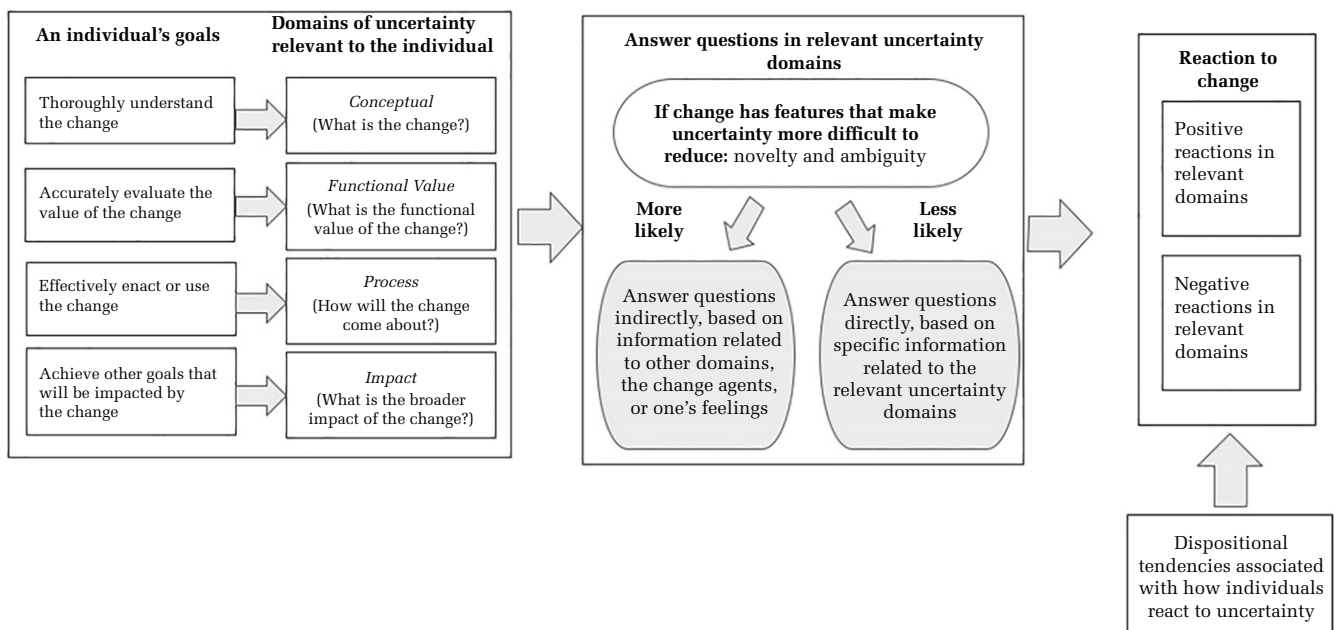 An individual's goals
Domains of uncertainty
relevant to the individual
Thoroughly understand
the change
Conceptual
(What is the change?)
Accurately evaluate the
value of the change
Functional Value
(What is the functional
value of the change?)
Effectively enact or use
the change
Process
(How will the change
come about?)
Achieve other goals that
will be impacted by
the change
Impact
(What is the broader
impact of the change?)
Answer questions in relevant uncertainty
domains
If change has features that make
uncertainty more difficult to
reduce: novelty and ambiguity
More
likely
Less
likely
Answer questions
indirectly, based on
information related
to other domains,
the change agents,
or one's feelings
Answer questions
directly, based on
specific information
related to the
relevant uncertainty
domains
Reaction to
change
Positive
reactions in
relevant
domains
Negative
reactions in
relevant
domains
Dispositional
tendencies associated
with how individuals
react to uncertainty